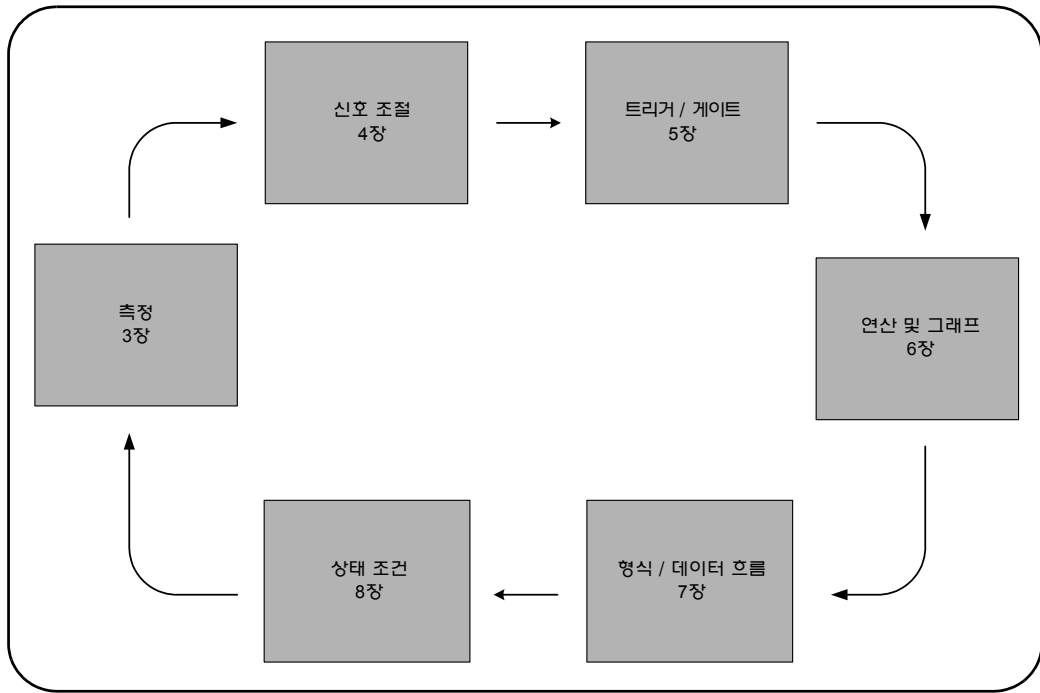 신호 조절
4장
트리거 / 게이트
5장
측정
3장
연산 및 그래프
6장
상태 조건
8장
형식 / 데이터 흐름
7장